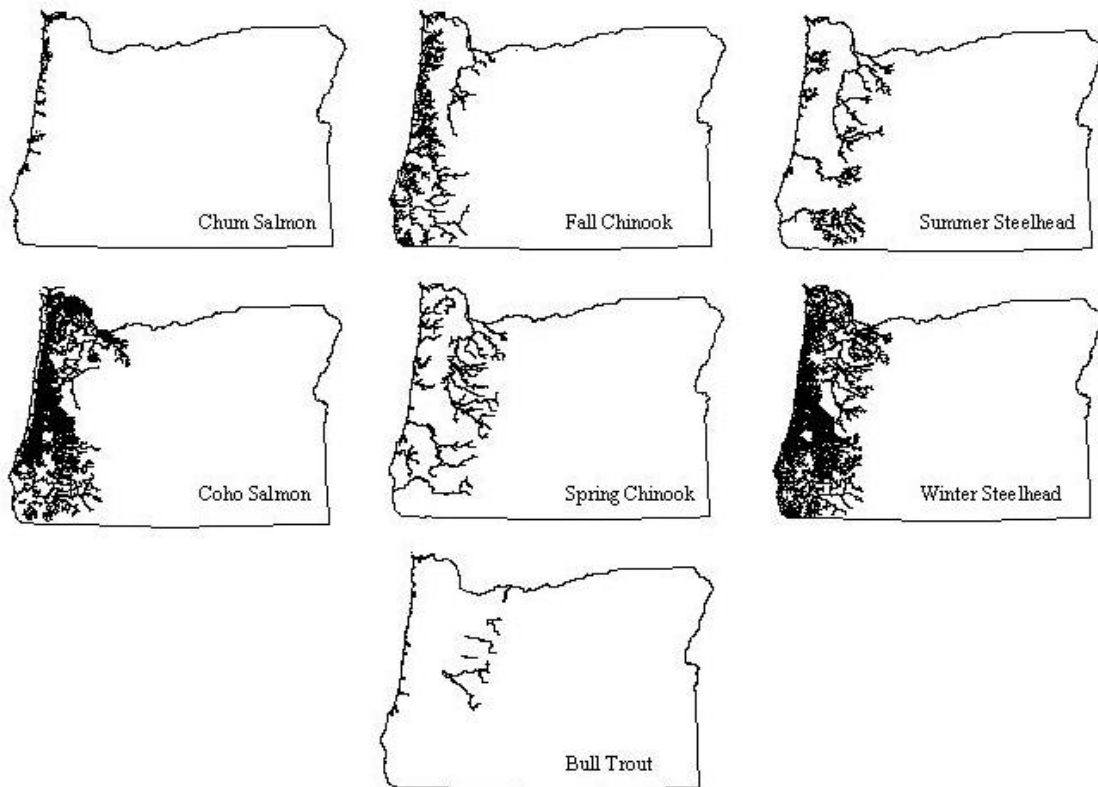 Chum Salmon
Fall Chinook
Summer Steelhead
Coho Salmon
Spring Chinook
Winter Steelhead
Bull Trout